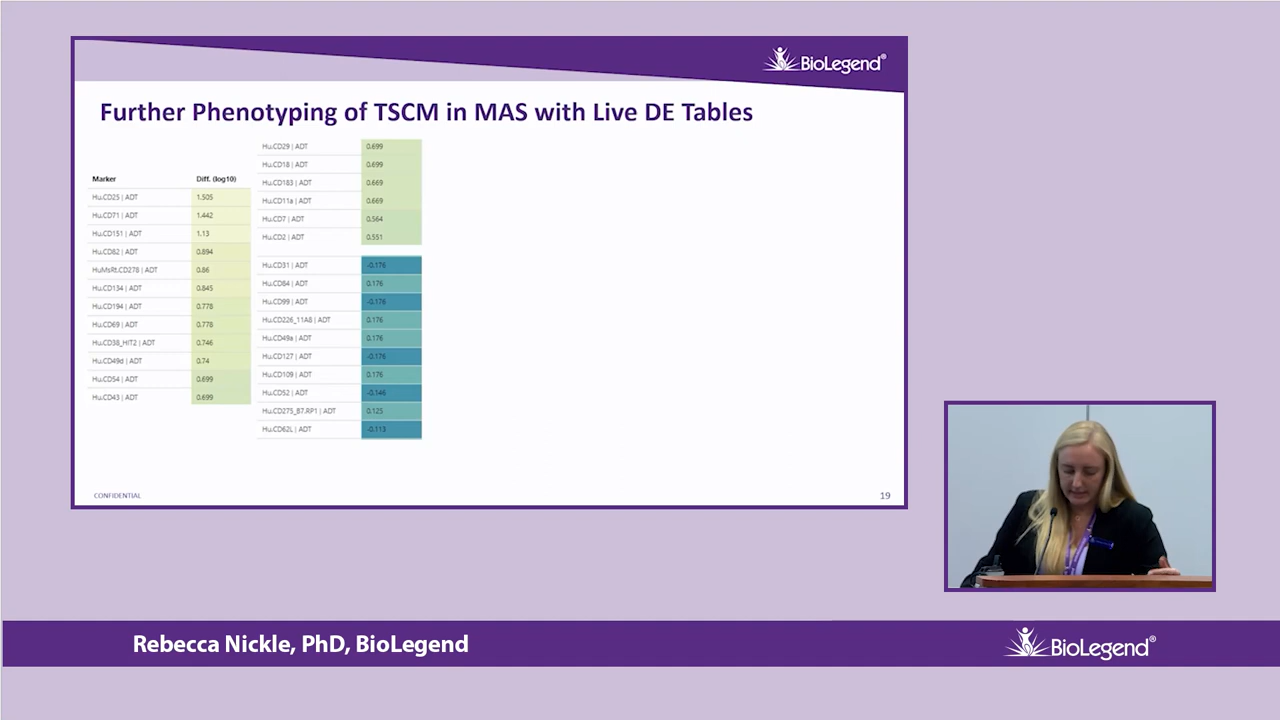 BioLegend®
Further Phenotyping of TSCM in MAS with Live DE Tables
Marker Diff. (log10)
Hu.CD25 | ADT 1.505
Hu.CD71 | ADT 1.442
Hu.CD151 | ADT 1.13
Hu.CD82 | ADT 0.894
HuMsRt.CD278 | ADT 0.86
Hu.CD134 | ADT 0.845
Hu.CD194 | ADT 0.778
Hu.CD69 | ADT 0.778
Hu.CD38_HIT2 | ADT 0.746
Hu.CD49d | ADT 0.74
Hu.CD54 | ADT 0.699
Hu.CD43 | ADT 0.699
Hu.CD29 | ADT 0.699
Hu.CD18 | ADT 0.699
Hu.CD183 | ADT 0.669
Hu.CD11a | ADT 0.669
Hu.CD7 | ADT 0.564
Hu.CD2 | ADT 0.551
Hu.CD31 | ADT -0.176
Hu.CD84 | ADT 0.176
Hu.CD99 | ADT -0.176
Hu.CD226_11A8 | ADT 0.176
Hu.CD49a | ADT 0.176
Hu.CD127 | ADT -0.176
Hu.CD109 | ADT 0.176
Hu.CD52 | ADT -0.146
Hu.CD275_B7.RP1 | ADT 0.125
Hu.CD62L | ADT -0.113
CONFIDENTIAL
19
Rebecca Nickle, PhD, BioLegend
BioLegend®